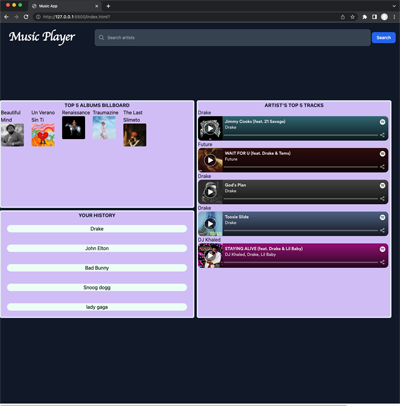 Music App
http://127.0.0.1:5500/index.html?
Music Player
Search artists
Search
TOP 5 ALBUMS BILLBOARD
Beautiful Mind
Un Verano Sin Ti
Renaissance
Traumazine
The Last Slimeto
YOUR HISTORY
Drake
John Elton
Bad Bunny
Snoog dogg
lady gaga
ARTIST'S TOP 5 TRACKS
Drake
Jimmy Cooks (feat. 21 Savage)
Drake
Future
WAIT FOR U (feat. Drake & Tems)
Future
Drake
God's Plan
Drake
Drake
Toosie Slide
Drake
DJ Khaled
STAYING ALIVE (feat. Drake & Lil Baby)
DJ Khaled, Drake, Lil Baby